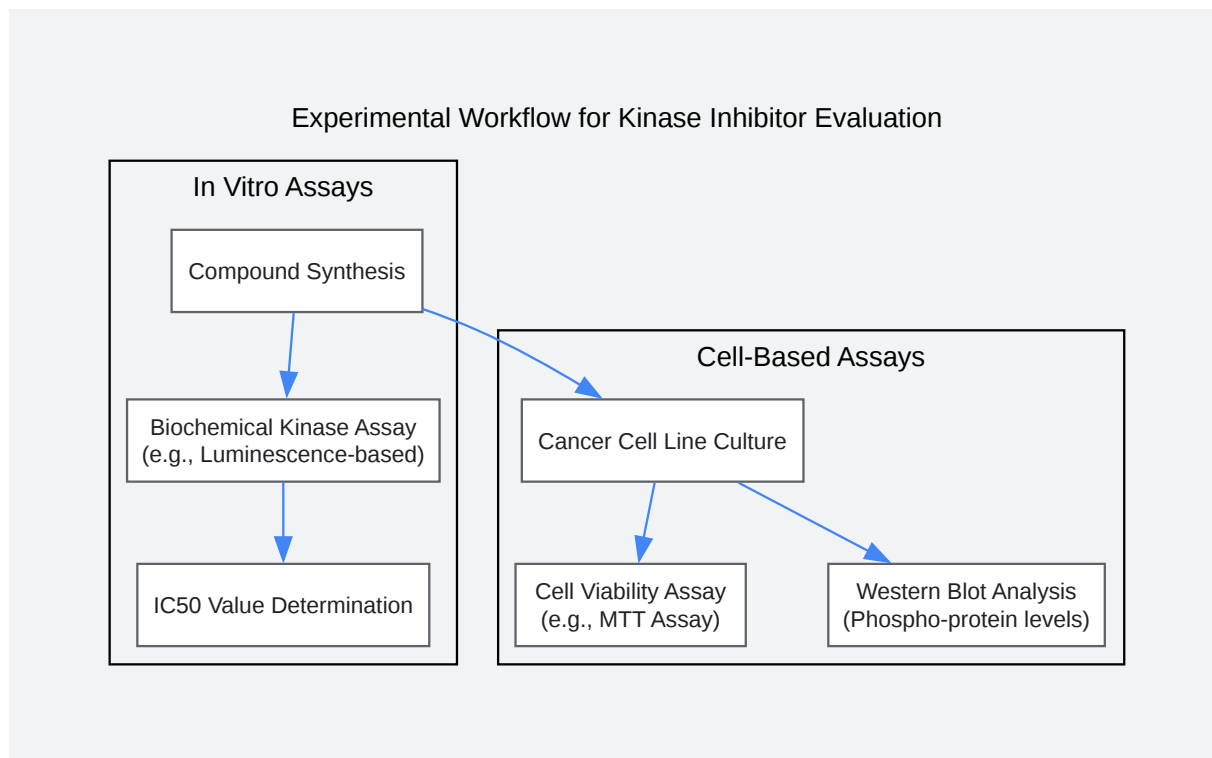 Experimental Workflow for Kinase Inhibitor Evaluation
In Vitro Assays
Compound Synthesis
Biochemical Kinase Assay
(e.g., Luminescence-based)
IC50 Value Determination
Cell-Based Assays
Cancer Cell Line Culture
Cell Viability Assay
(e.g., MTT Assay)
Western Blot Analysis
(Phospho-protein levels)